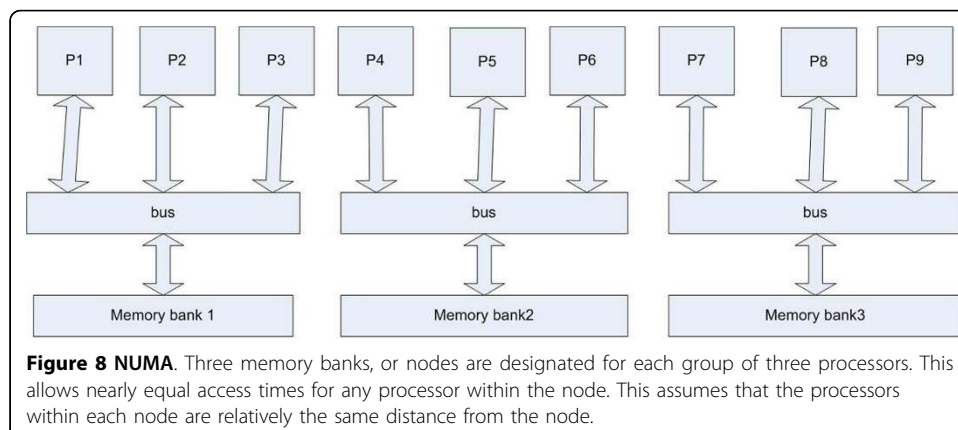 P1 P2 P3 P4 P5 P6 P7 P8 P9
bus bus bus
Memory bank 1 Memory bank2 Memory bank3
Figure 8 NUMA. Three memory banks, or nodes are designated for each group of three processors. This
allows nearly equal access times for any processor within the node. This assumes that the processors
within each node are relatively the same distance from the node.